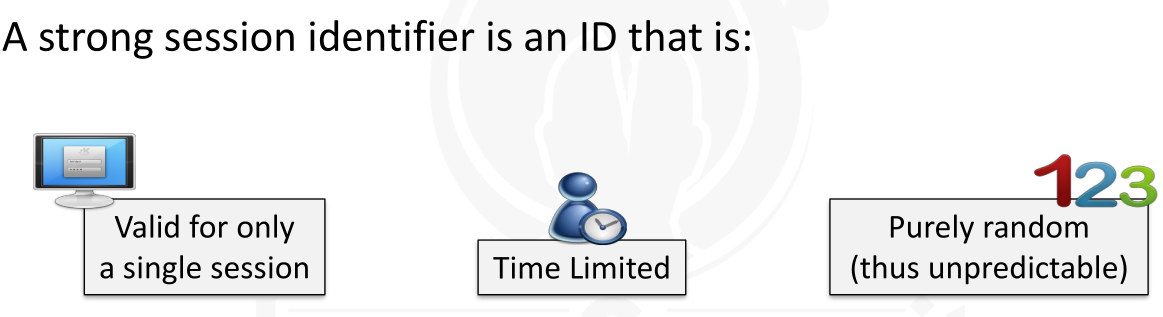 A strong session identifier is an ID that is:
Valid for only
a single session
Time Limited
123
Purely random
(thus unpredictable)